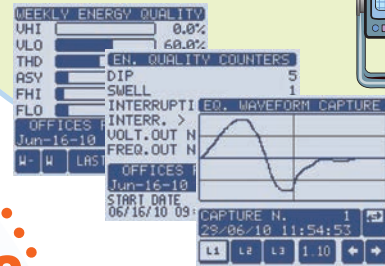 WEEKLY ENERGY QUALITY
VHI 0.0%
VLO 60.0%
THD
ASY
FHI
FLO
OFFICES
Jun-16-10
W- W LAS
EN. QUALITY COUNTERS
DIP 5
SWELL
INTERRUPTI
INTERR. >
VOLT.OUT N
FREQ.OUT N
OFFICES
Jun-16-10
START DATE
06/16/10 09:
EQ. WAVEFORM CAPTURE
CAPTURE N. 1
29/06/10 11:54:53
L1 L2 L3 1.10